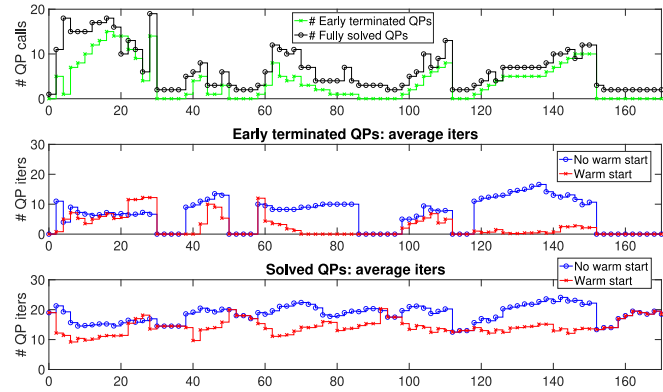 # QP calls
20
10
0
# Early terminated QPs
# Fully solved QPs
0 20 40 60 80 100 120 140 160
Early terminated QPs: average iters
# QP iters
30
20
10
0
No warm start
Warm start
0 20 40 60 80 100 120 140 160
Solved QPs: average iters
# QP iters
30
20
10
0
No warm start
Warm start
0 20 40 60 80 100 120 140 160